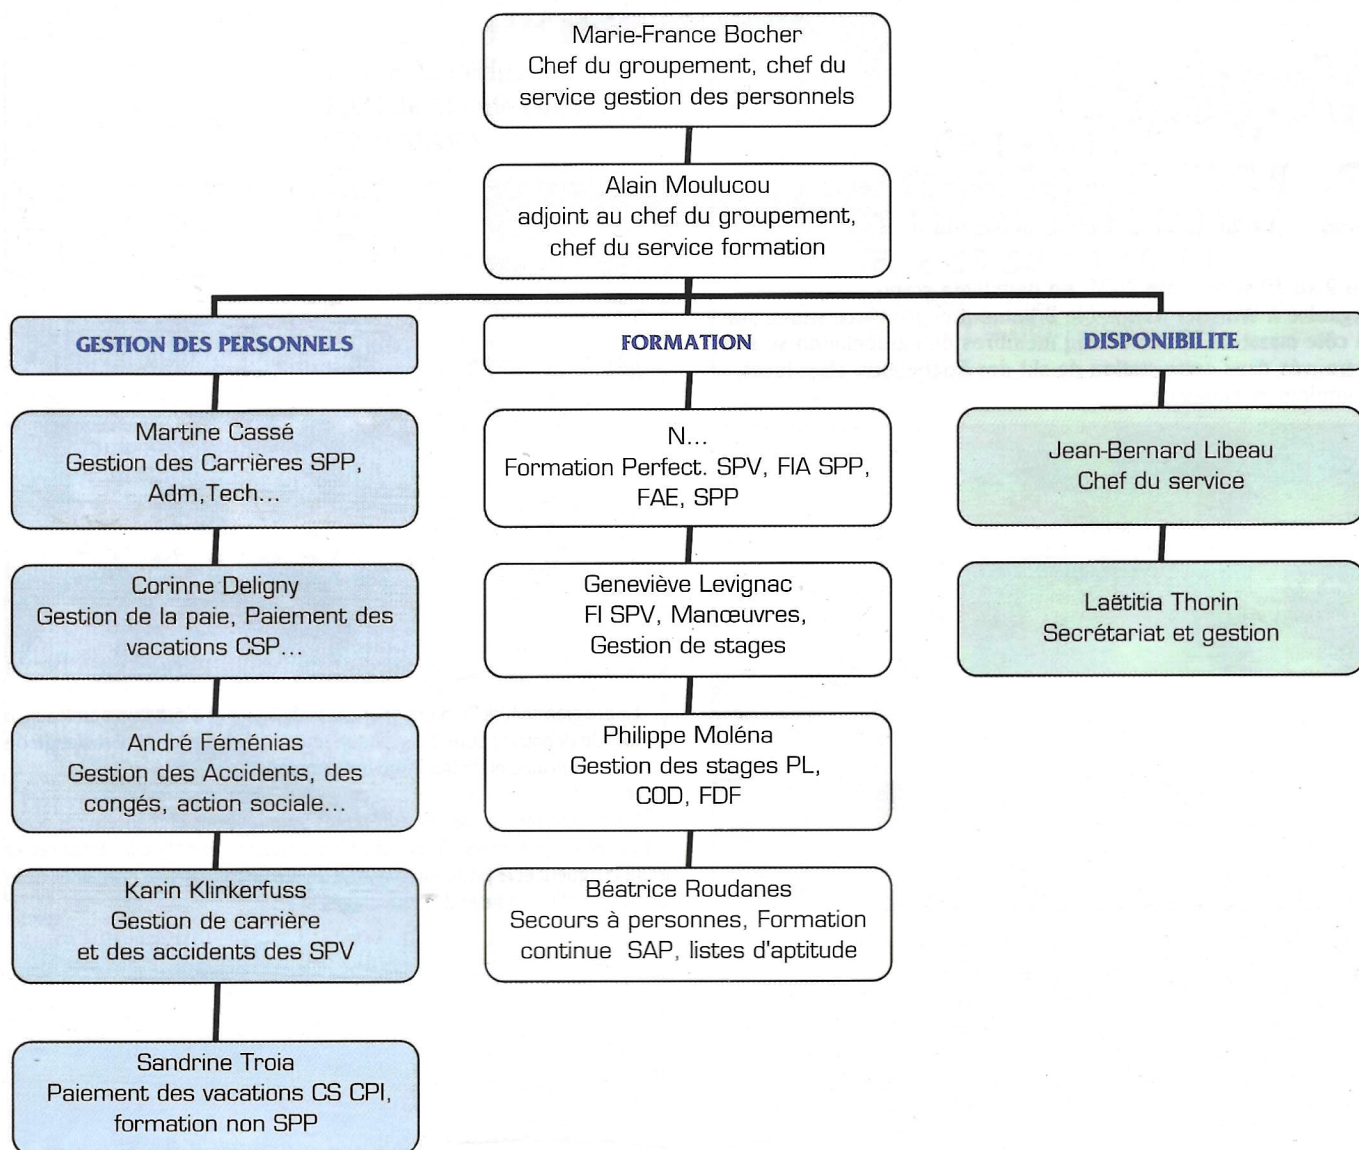 Marie-France Bocher
Chef du groupement, chef du
service gestion des personnels
Alain Moulucou
adjoint au chef du groupement,
chef du service formation
GESTION DES PERSONNELS
Martine Cassé
Gestion des Carrières SPP,
Adm,Tech...
Corinne Deligny
Gestion de la paie, Paiement des
vacations CSP...
André Féménias
Gestion des Accidents, des
congés, action sociale...
Karin Klinkerfuss
Gestion de carrière
et des accidents des SPV
Sandrine Troia
Paiement des vacations CS CPI,
formation non SPP
FORMATION
N...
Formation Perfect. SPV, FIA SPP,
FAE, SPP
Geneviève Levignac
FI SPV, Manœuvres,
Gestion de stages
Philippe Moléna
Gestion des stages PL,
COD, FDF
Béatrice Roudanes
Secours à personnes, Formation
continue SAP, listes d'aptitude
DISPONIBILITE
Jean-Bernard Libeau
Chef du service
Laëtitia Thorin
Secrétariat et gestion